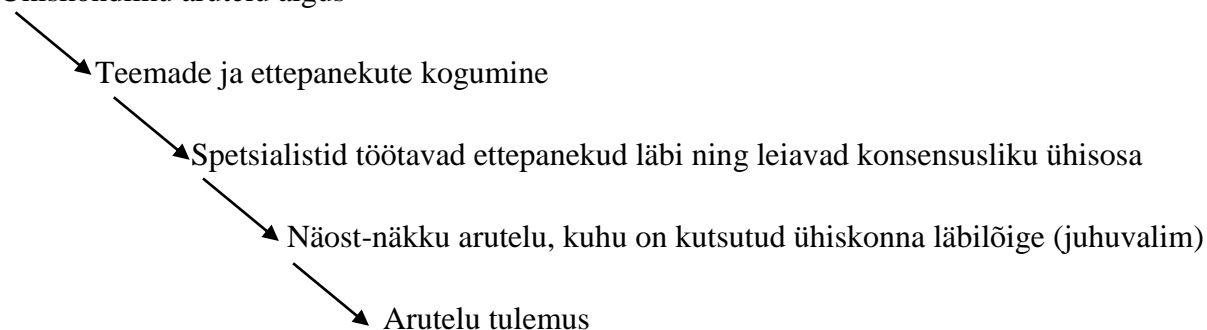 Teemade ja ettepanekute kogumine
Spetsialistid töötavad ettepanekud läbi ning leiavad konsensusliku ühisosa
Näost-näkku arutelu, kuhu on kutsutud ühiskonna läbilõige (juhuvalim)
Arutelu tulemus